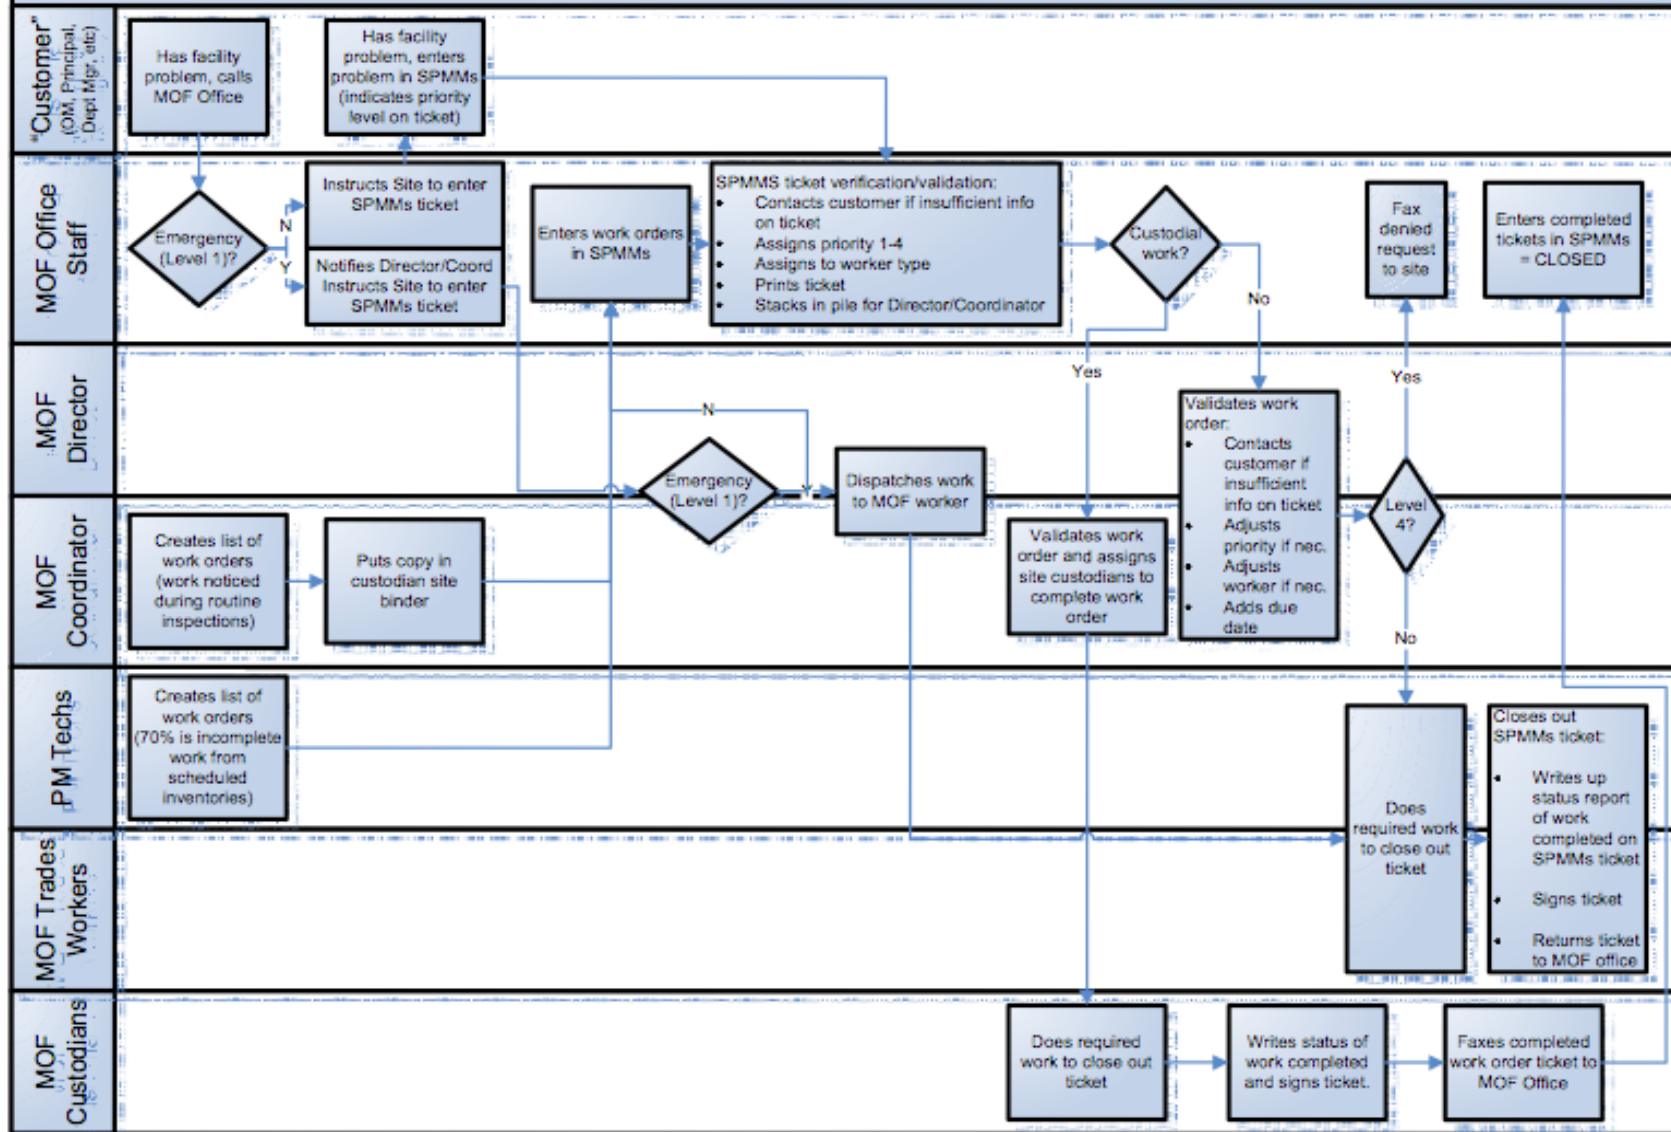 "Customer"
(OM, Principal,
Dept Mgr, etc)
Has facility
problem, calls
MOF Office
Has facility
problem, enters
problem in SPMMs
(indicates priority
level on ticket)
MOF Office
Staff
Emergency
(Level 1)?
N
Y
Instructs Site to enter
SPMMs ticket
Notifies Director/Coord
Instructs Site to enter
SPMMs ticket
Enters work orders
in SPMMs
SPMMS ticket verification/validation:
• Contacts customer if insufficient info
on ticket
• Assigns priority 1-4
• Assigns to worker type
• Prints ticket
• Stacks in pile for Director/Coordinator
Custodial
work?
No
Yes
Fax
denied
request
to site
Enters completed
tickets in SPMMs
= CLOSED
MOF
Director
N
Emergency
(Level 1)?
Y
Dispatches work
to MOF worker
Validates work
order:
• Contacts
customer if
insufficient
info on ticket
• Adjusts
priority if nec.
• Adjusts
worker if nec.
• Adds due
date
Yes
Level
4?
No
MOF
Coordinator
Creates list of
work orders
(work noticed
during routine
inspections)
Puts copy in
custodian site
binder
Validates work
order and assigns
site custodians to
complete work
order
PM Techs
Creates list of
work orders
(70% is incomplete
work from
scheduled
inventories)
Does
required work
to close out
ticket
Closes out
SPMMs ticket:
• Writes up
status report
of work
completed on
SPMMs ticket
• Signs ticket
• Returns ticket
to MOF office
MOF Trades
Workers
MOF
Custodians
Does required
work to close out
ticket
Writes status of
work completed
and signs ticket.
Faxes completed
work order ticket to
MOF Office